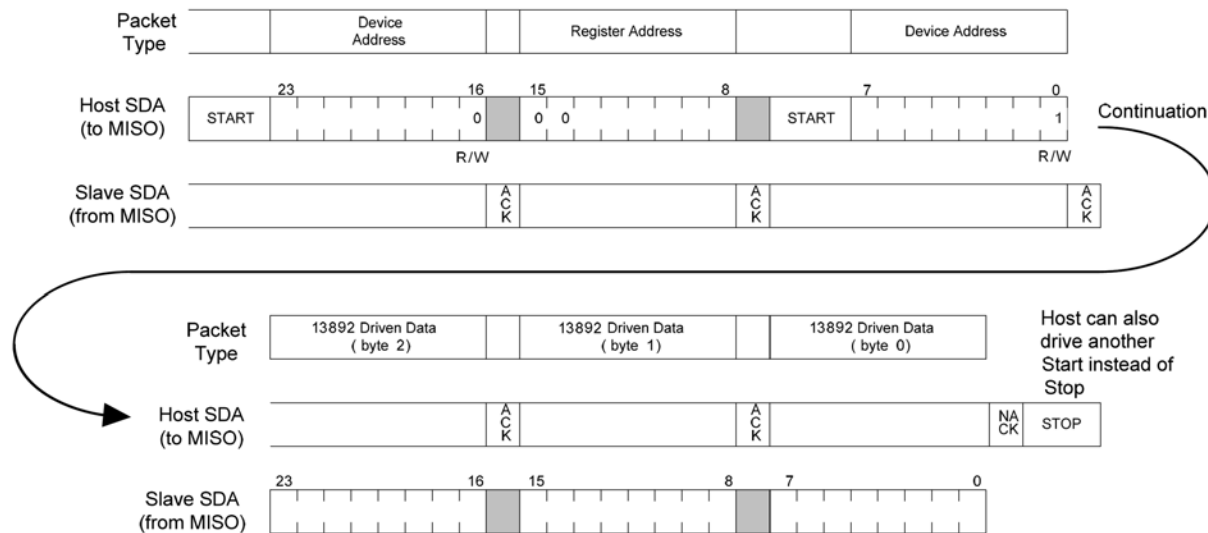 Packet
Type
Device
Address
Register Address
Device Address
23
16
15
8
7
0
Host SDA
(to MISO)
START
0
0 0
START
1
Continuation
R/W
R/W
Slave SDA
(from MISO)
ACK
ACK
ACK
Packet
Type
13892 Driven Data
( byte 2)
13892 Driven Data
( byte 1)
13892 Driven Data
( byte 0)
Host can also
drive another
Start instead of
Stop
Host SDA
(to MISO)
ACK
ACK
NA
CK
STOP
23
16
15
8
7
0
Slave SDA
(from MISO)